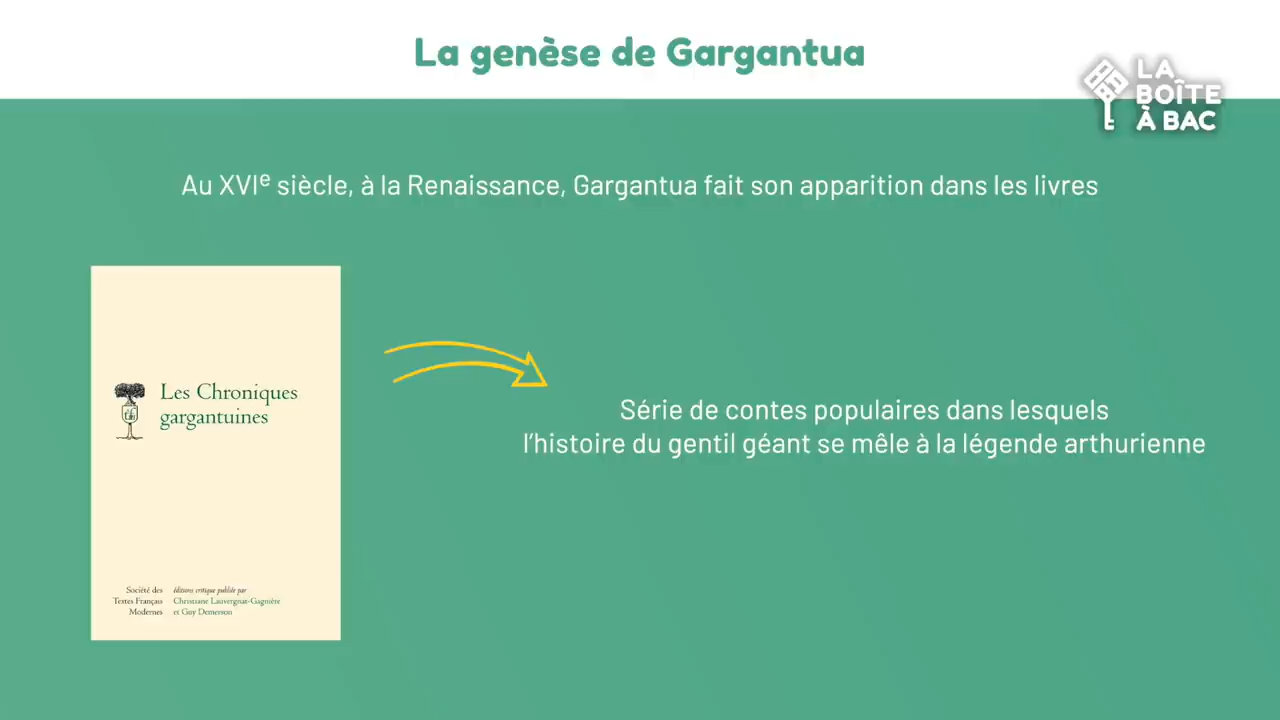 La genèse de Gargantua
LA
BOÎTE
À BAC
Au XVIe siècle, à la Renaissance, Gargantua fait son apparition dans les livres
Les Chroniques
gargantuines
Série de contes populaires dans lesquels
l'histoire du gentil géant se mêle à la légende arthurienne
Société des
Textes Français
Modernes
éditions critique publiée par
Christiane Lauvergnat-Gagnière
et Guy Demerson